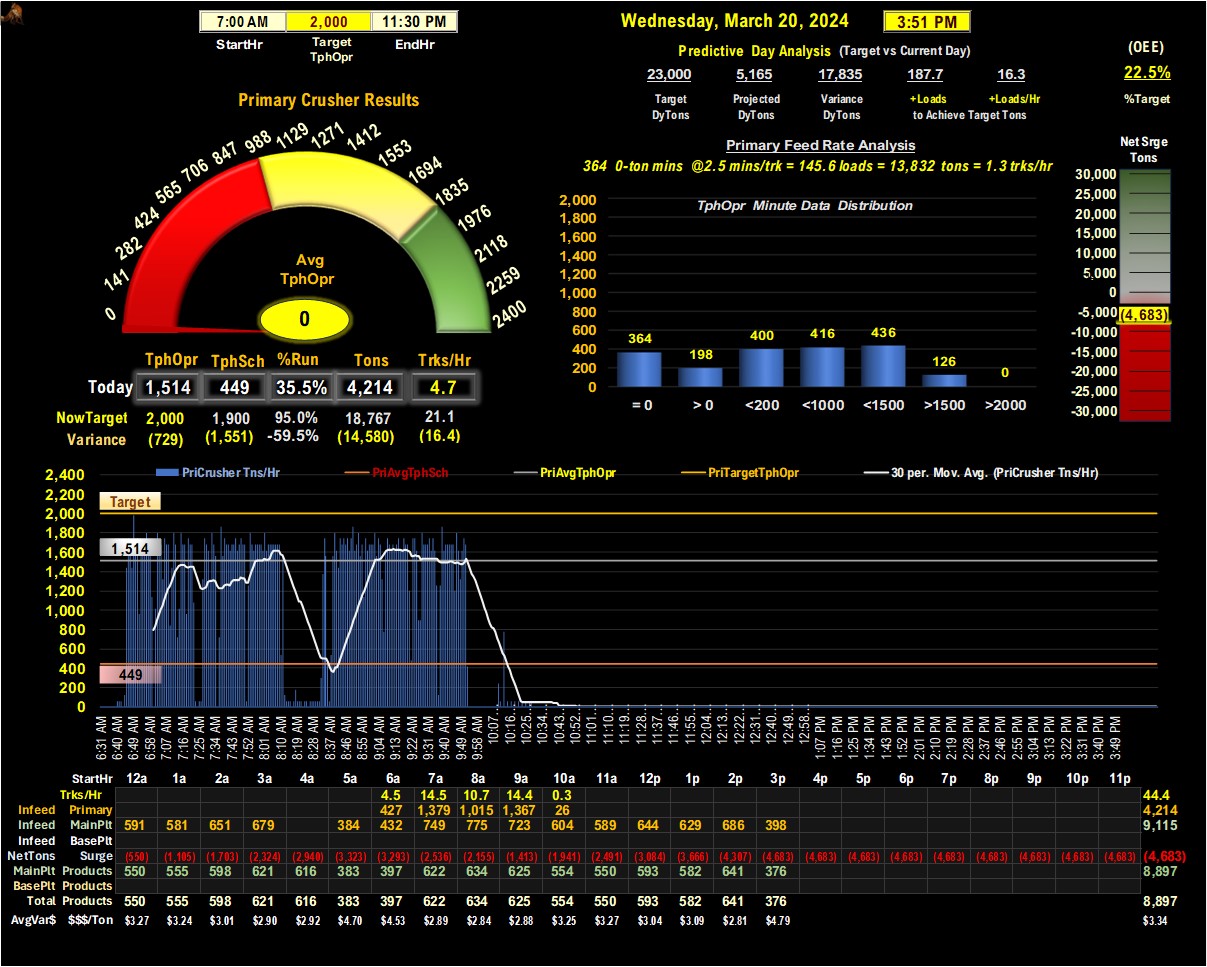 7:00 AM 2,000 11:30 PM
StartHr Target TphOpr EndHr
Wednesday, March 20, 2024 3:51 PM
Predictive Day Analysis (Target vs Current Day)
(OEE)
23,000 5,165 17,835 187.7 16.3
22.5%
Target DyTons Projected DyTons Variance DyTons +Loads +Loads/Hr to Achieve Target Tons
%Target
Primary Crusher Results
0 141 282 424 565 706 847 988 1129 1271 1412 1553 1694 1835 1976 2118 2259 2400
Avg
TphOpr
0
TphOpr TphSch %Run Tons Trks/Hr
Today 1,514 449 35.5% 4,214 4.7
NowTarget 2,000 1,900 95.0% 18,767 21.1
Variance (729) (1,551) -59.5% (14,580) (16.4)
Primary Feed Rate Analysis
364 0-ton mins @2.5 mins/trk = 145.6 loads = 13,832 tons = 1.3 trks/hr
TphOpr Minute Data Distribution
2,000
1,800
1,600
1,400
1,200
1,000
800
600
400
200
0
364 198 400 416 436 126 0
= 0 > 0 <200 <1000 <1500 >1500 >2000
Net Srge
Tons
30,000
25,000
20,000
15,000
10,000
5,000
0
-5,000
(4,683)
-10,000
-15,000
-20,000
-25,000
-30,000
PriCrusher Tns/Hr PriAvgTphSch PriAvgTphOpr PriTargetTphOpr 30 per. Mov. Avg. (PriCrusher Tns/Hr)
2,400
2,200
Target
2,000
1,800
1,514
1,600
1,400
1,200
1,000
800
600
400
449
200
0
6:31 AM 6:40 AM 6:49 AM 6:58 AM 7:07 AM 7:16 AM 7:25 AM 7:34 AM 7:43 AM 7:52 AM 8:01 AM 8:10 AM 8:19 AM 8:28 AM 8:37 AM 8:46 AM 8:55 AM 9:04 AM 9:13 AM 9:22 AM 9:31 AM 9:40 AM 9:49 AM 9:58 AM 10:07… 10:16… 10:25… 10:34… 10:43… 10:52… 11:01… 11:10… 11:19… 11:28… 11:37… 11:46… 11:55… 12:04… 12:13… 12:22… 12:31… 12:40… 12:49… 12:58… 1:07 PM 1:16 PM 1:25 PM 1:34 PM 1:43 PM 1:52 PM 2:01 PM 2:10 PM 2:19 PM 2:28 PM 2:37 PM 2:46 PM 2:55 PM 3:04 PM 3:13 PM 3:22 PM 3:31 PM 3:40 PM 3:49 PM
StartHr 12a 1a 2a 3a 4a 5a 6a 7a 8a 9a 10a 11a 12p 1p 2p 3p 4p 5p 6p 7p 8p 9p 10p 11p
Trks/Hr 4.5 14.5 10.7 14.4 0.3 44.4
Infeed Primary 427 1,379 1,015 1,367 26 4,214
Infeed MainPlt 591 581 651 679 384 432 749 775 723 604 589 644 629 686 398 9,115
Infeed BasePlt
NetTons Surge (550) (1,105) (1,703) (2,324) (2,940) (3,323) (3,293) (2,536) (2,155) (1,413) (1,941) (2,491) (3,084) (3,666) (4,307) (4,683) (4,683) (4,683) (4,683) (4,683) (4,683) (4,683) (4,683) (4,683) (4,683)
MainPlt Products 550 555 598 621 616 383 397 622 634 625 554 550 593 582 641 376 8,897
BasePlt Products
Total Products 550 555 598 621 616 383 397 622 634 625 554 550 593 582 641 376 8,897
AvgVar$ $$$/Ton $3.27 $3.24 $3.01 $2.90 $2.92 $4.70 $4.53 $2.89 $2.84 $2.88 $3.25 $3.27 $3.04 $3.09 $2.81 $4.79 $3.34